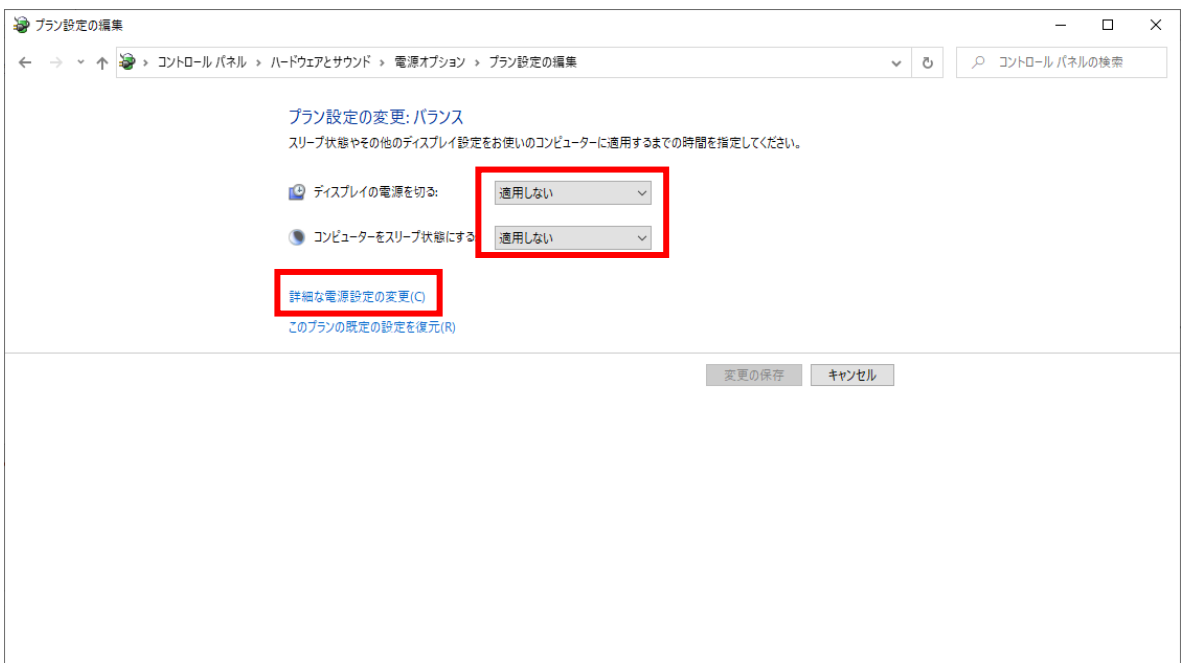 プラン設定の編集
コントロール パネル › ハードウェアとサウンド › 電源オプション › プラン設定の編集
コントロール パネルの検索
プラン設定の変更: バランス
スリープ状態やその他のディスプレイ設定をお使いのコンピューターに適用するまでの時間を指定してください。
ディスプレイの電源を切る: 適用しない
コンピューターをスリープ状態にする 適用しない
詳細な電源設定の変更(C)
このプランの既定の設定を復元(R)
変更の保存 キャンセル